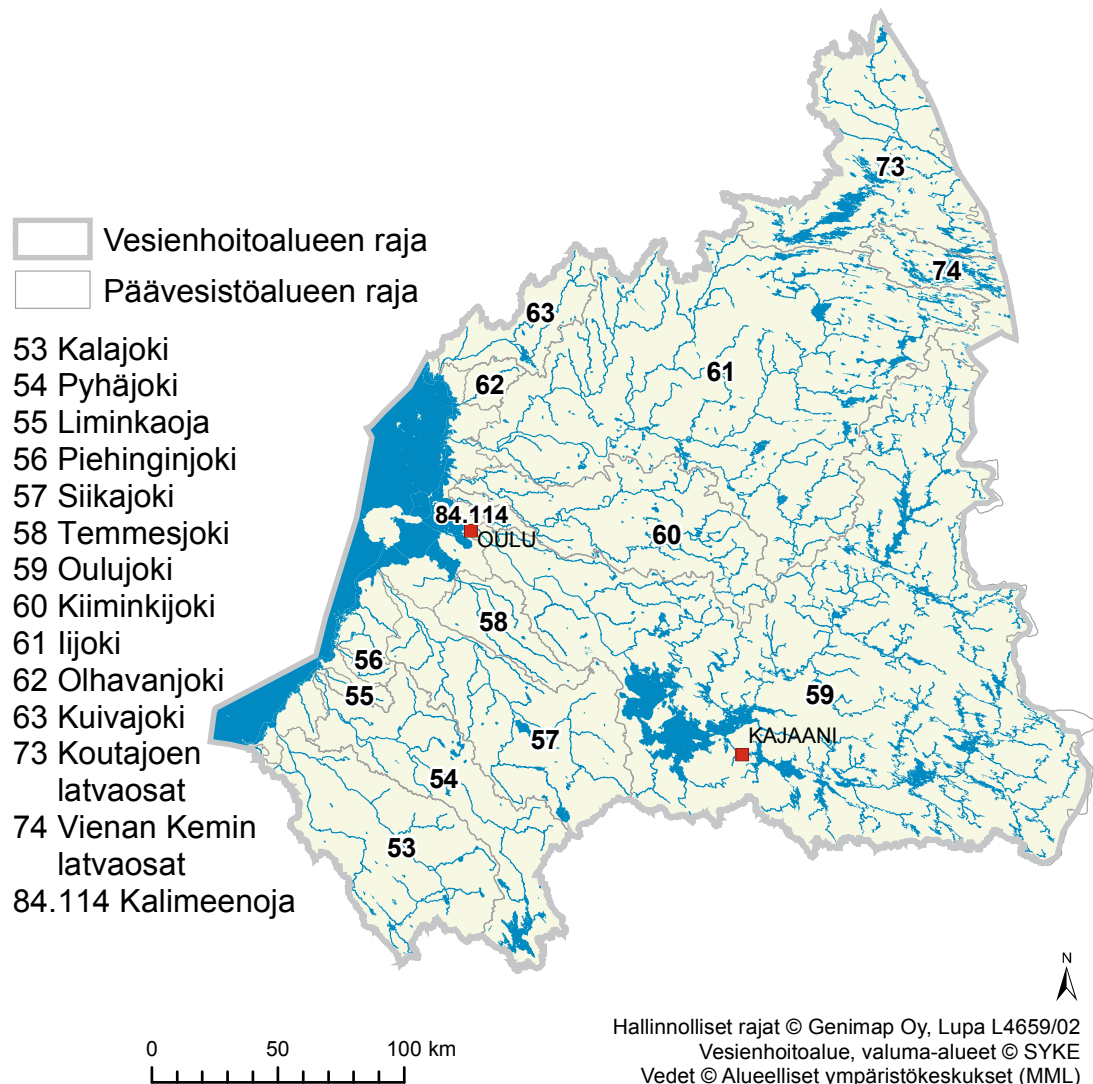 Vesienhoitoalueen raja
Päävesistöalueen raja
53 Kalajoki
54 Pyhäjoki
55 Liminkaoja
56 Piehinginjoki
57 Siikajoki
58 Temmesjoki
59 Oulujoki
60 Kiiminkijoki
61 Iijoki
62 Olhavanjoki
63 Kuivajoki
73 Koutajoen
latvaosat
74 Vienan Kemin
latvaosat
84.114 Kalimeenoja
73
74
63
62
61
84.114
OULU
60
58
56
55
59
57
KAJAANI
54
53
N
0 50 100 km
Hallinnolliset rajat © Genimap Oy, Lupa L4659/02
Vesienhoitoalue, valuma-alueet © SYKE
Vedet © Alueelliset ympäristökeskukset (MML)